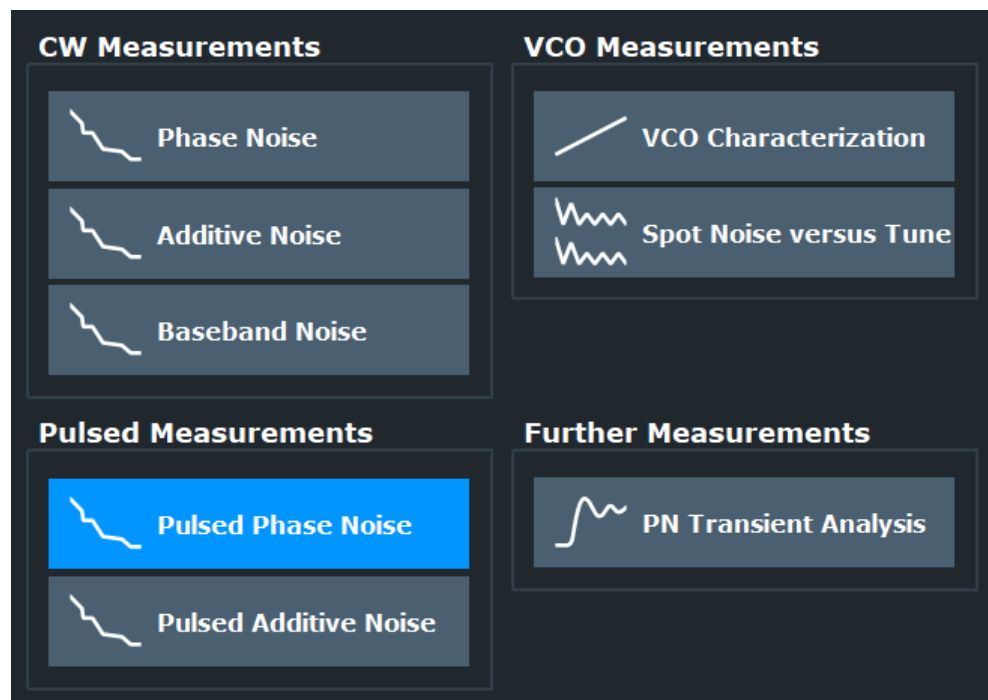 CW Measurements
Phase Noise
Additive Noise
Baseband Noise
VCO Measurements
VCO Characterization
Spot Noise versus Tune
Pulsed Measurements
Pulsed Phase Noise
Pulsed Additive Noise
Further Measurements
PN Transient Analysis